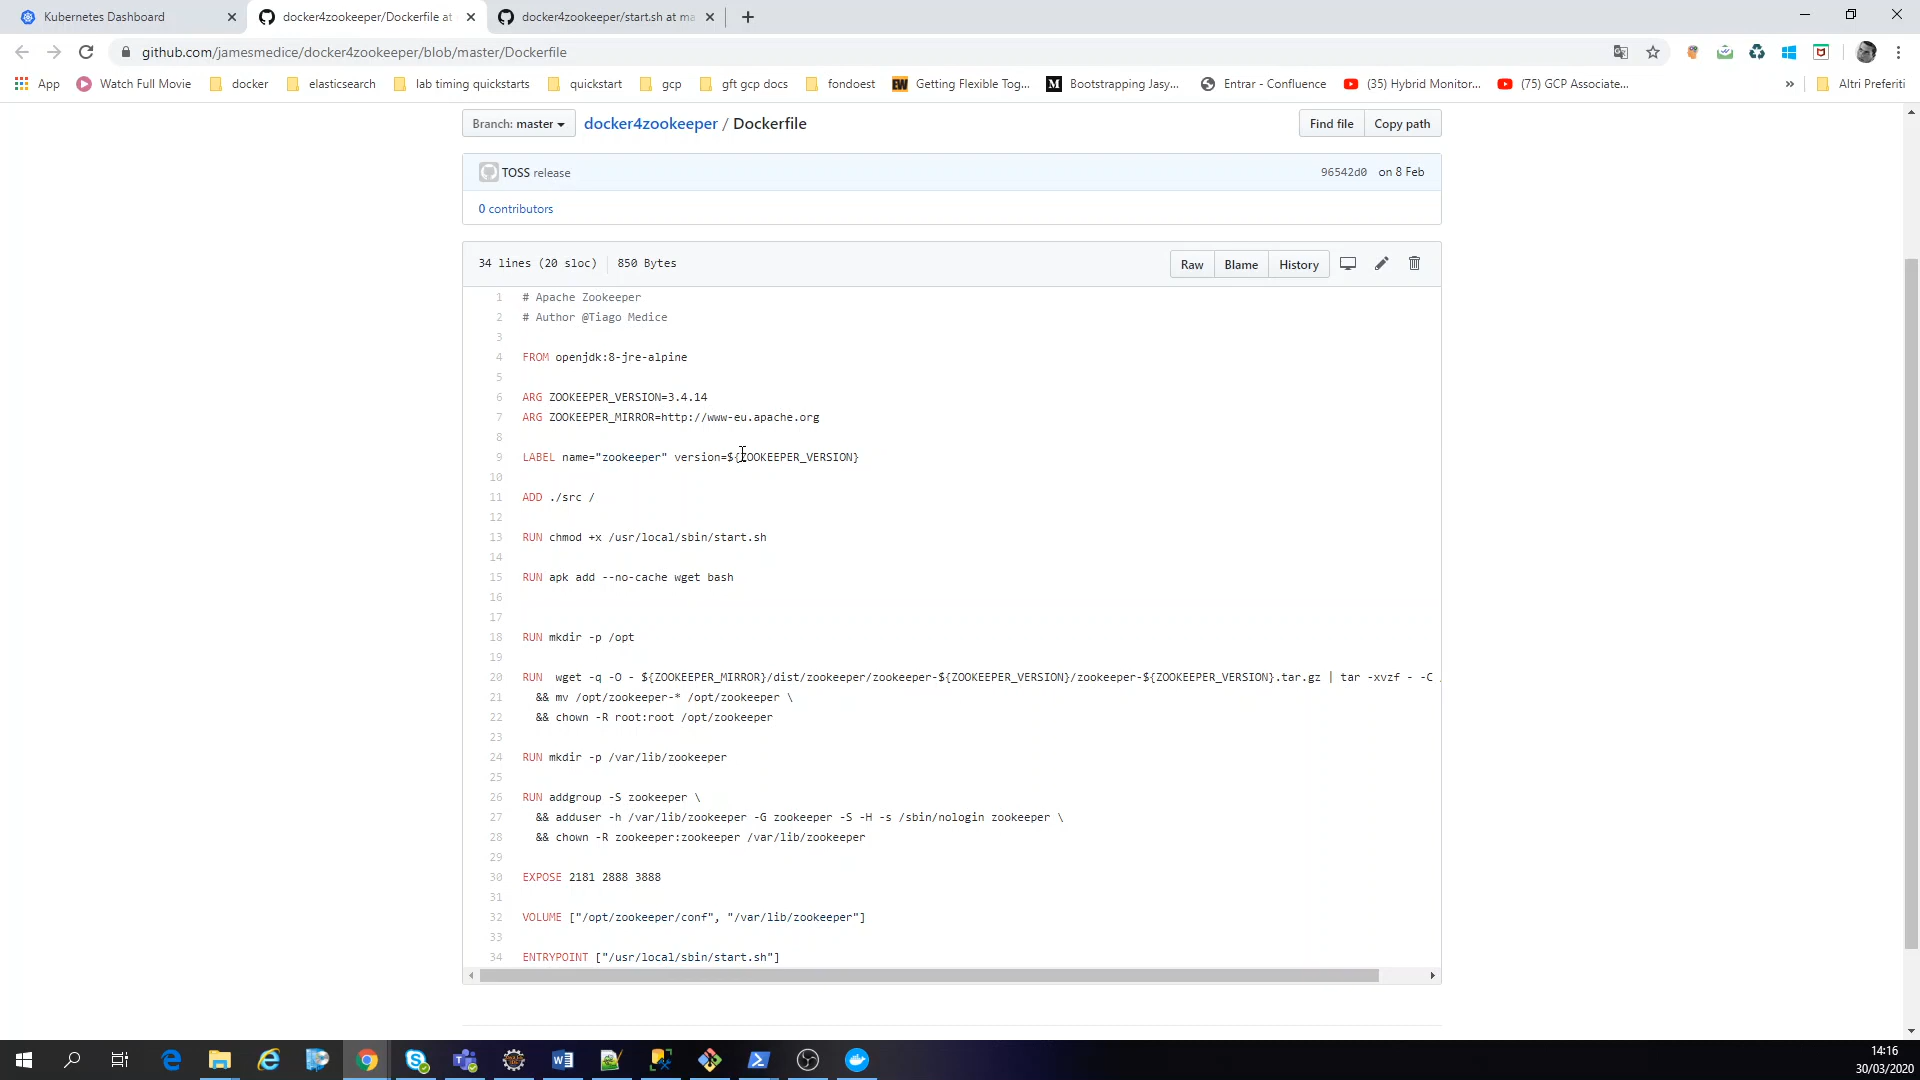 Kubernetes Dashboard
docker4zookeeper/Dockerfile at
docker4zookeeper/start.sh at ma
github.com/jamesmedice/docker4zookeeper/blob/master/Dockerfile
App
Watch Full Movie
docker
elasticsearch
lab timing quickstarts
quickstart
gcp
gft gcp docs
fondoest
Getting Flexible Tog...
Bootstrapping Jasy...
Entrar - Confluence
(35) Hybrid Monitor...
(75) GCP Associate...
»
Altri Preferiti
Branch: master
docker4zookeeper / Dockerfile
Find file
Copy path
TOSS release
96542d0 on 8 Feb
0 contributors
34 lines (20 sloc)
850 Bytes
Raw
Blame
History
1 # Apache Zookeeper
2 # Author @Tiago Medice
3
4 FROM openjdk:8-jre-alpine
5
6 ARG ZOOKEEPER_VERSION=3.4.14
7 ARG ZOOKEEPER_MIRROR=http://www-eu.apache.org
8
9 LABEL name="zookeeper" version=${ZOOKEEPER_VERSION}
10
11 ADD ./src /
12
13 RUN chmod +x /usr/local/sbin/start.sh
14
15 RUN apk add --no-cache wget bash
16
17
18 RUN mkdir -p /opt
19
20 RUN  wget -q -O - ${ZOOKEEPER_MIRROR}/dist/zookeeper/zookeeper-${ZOOKEEPER_VERSION}/zookeeper-${ZOOKEEPER_VERSION}.tar.gz | tar -xvzf - -C
21 && mv /opt/zookeeper-* /opt/zookeeper \
22 && chown -R root:root /opt/zookeeper
23
24 RUN mkdir -p /var/lib/zookeeper
25
26 RUN addgroup -S zookeeper \
27 && adduser -h /var/lib/zookeeper -G zookeeper -S -H -s /sbin/nologin zookeeper \
28 && chown -R zookeeper:zookeeper /var/lib/zookeeper
29
30 EXPOSE 2181 2888 3888
31
32 VOLUME ["/opt/zookeeper/conf", "/var/lib/zookeeper"]
33
34 ENTRYPOINT ["/usr/local/sbin/start.sh"]
14:16
30/03/2020